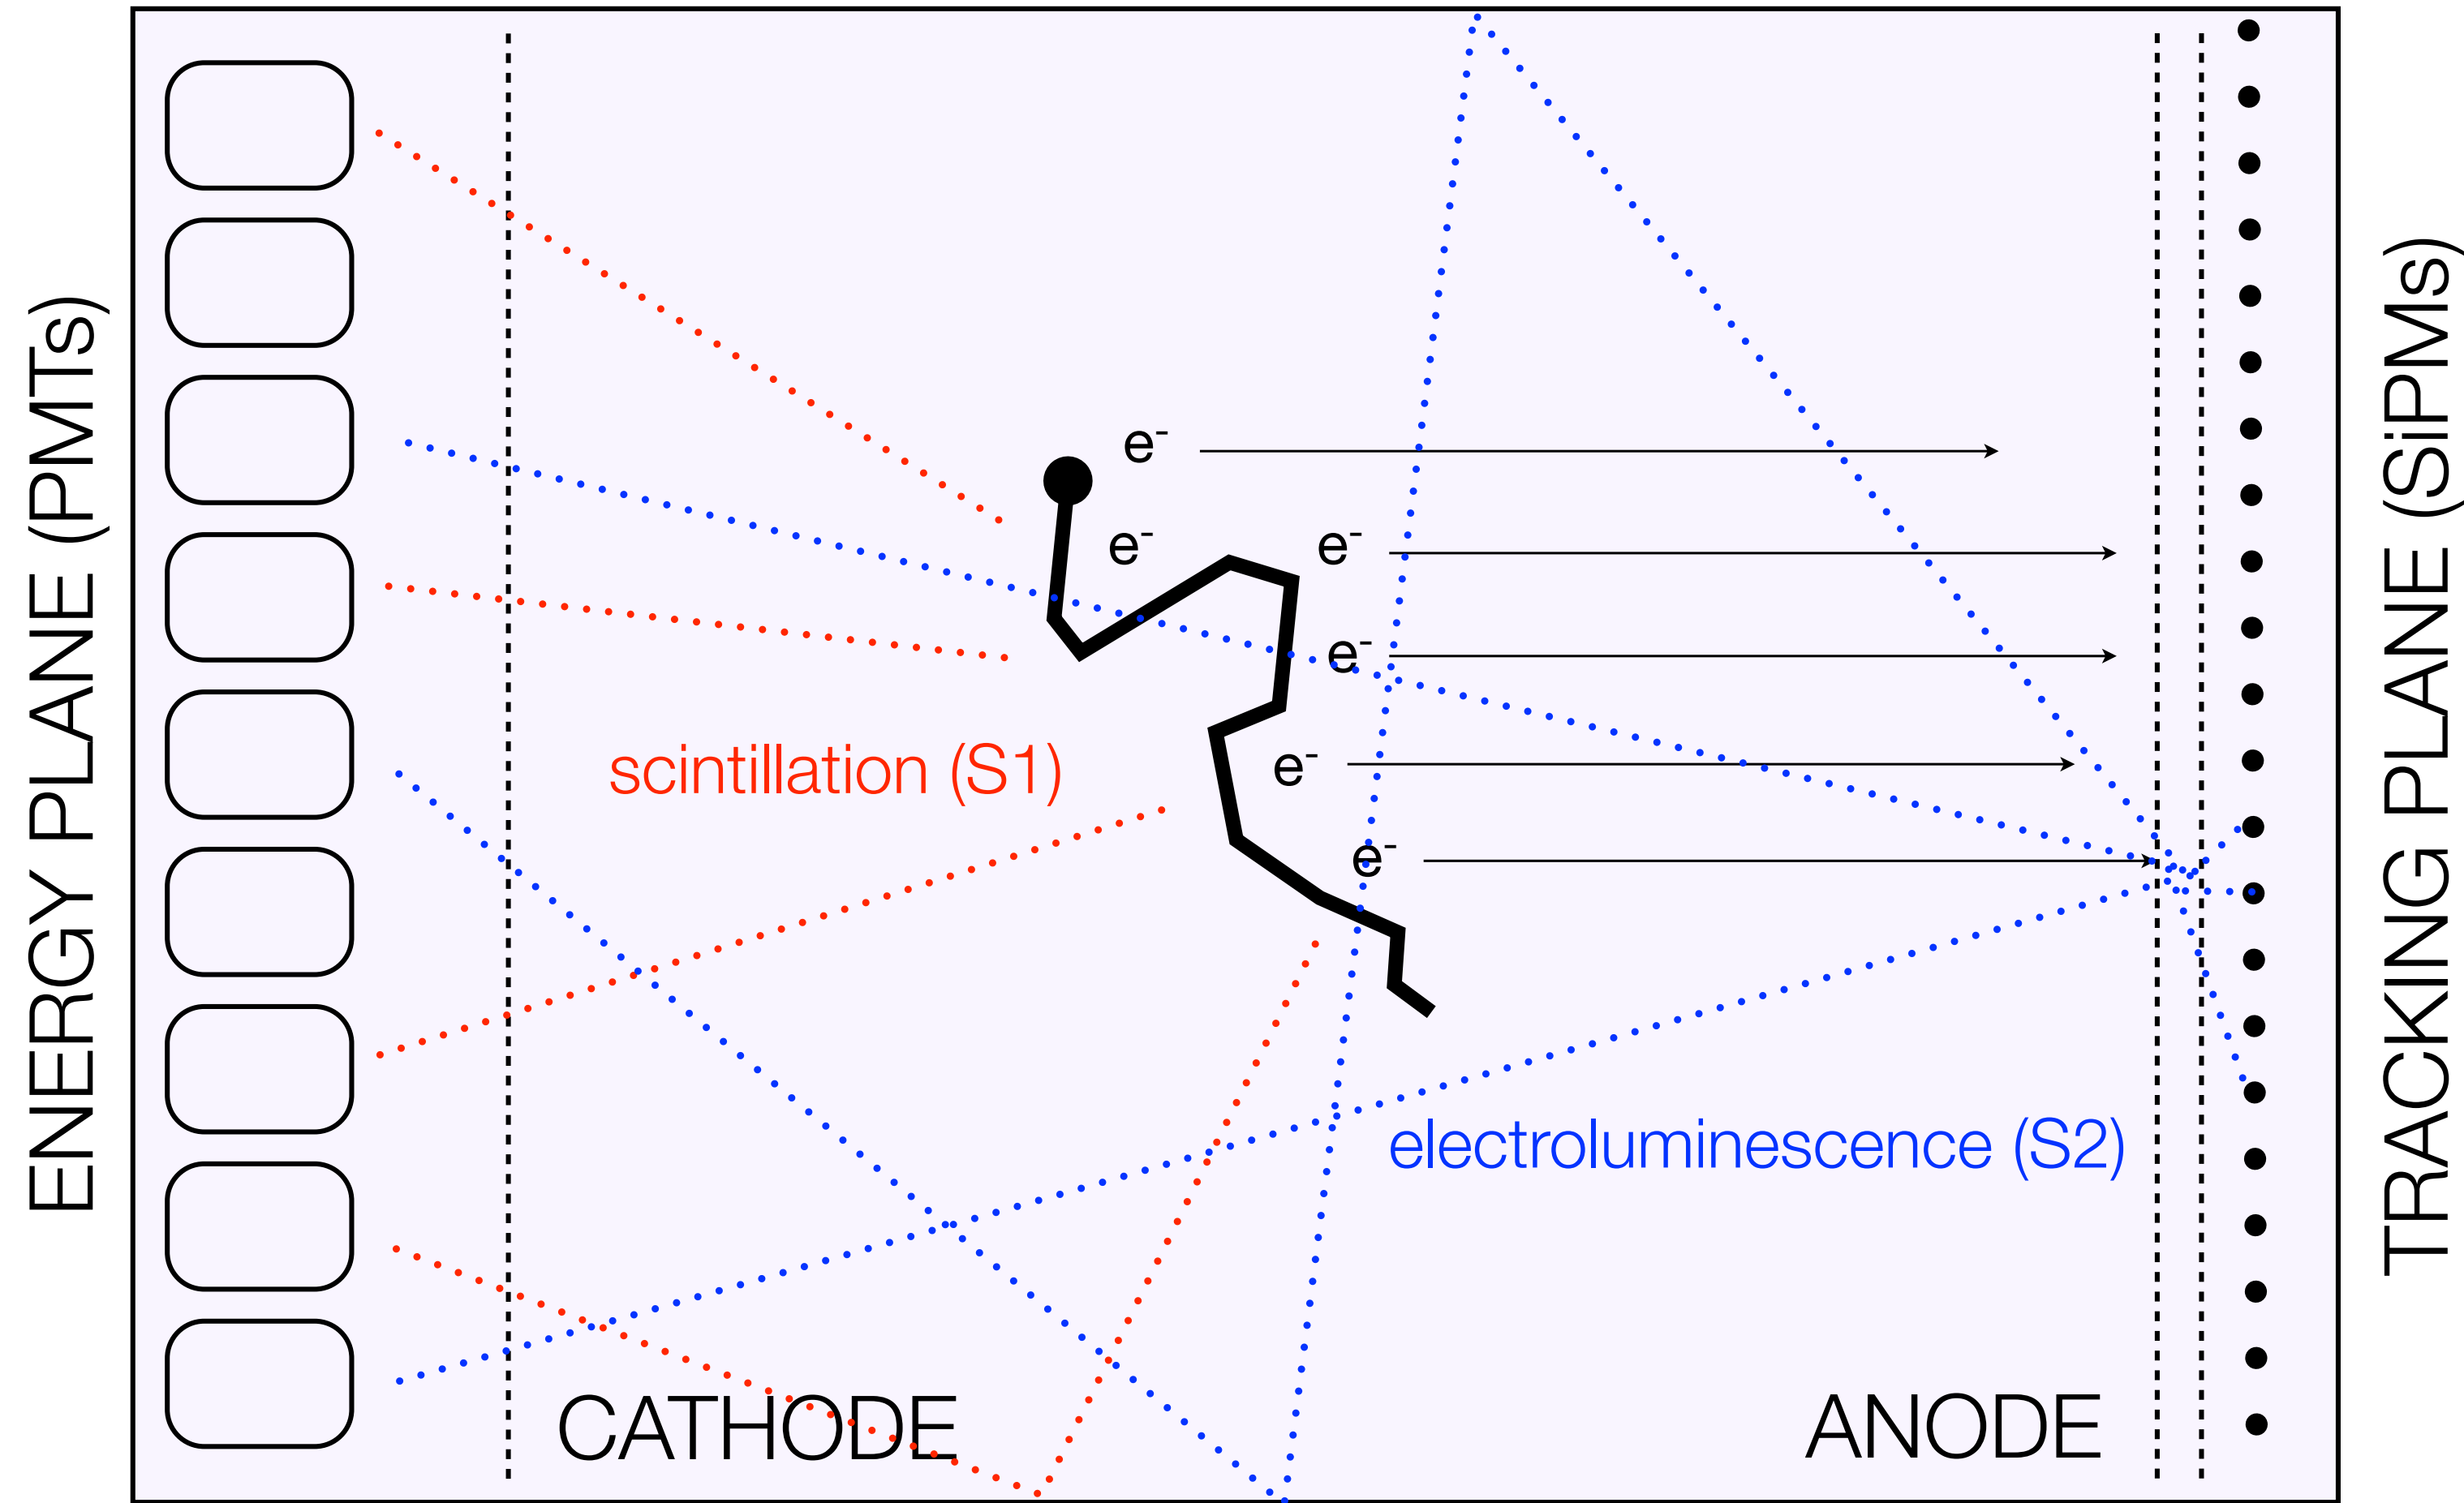 ENERGY PLANE (PMTs)
e-
e- e-
e-
scintillation (S1)
e-
e-
electroluminescence (S2)
CATHODE
ANODE
TRACKING PLANE (SiPMs)